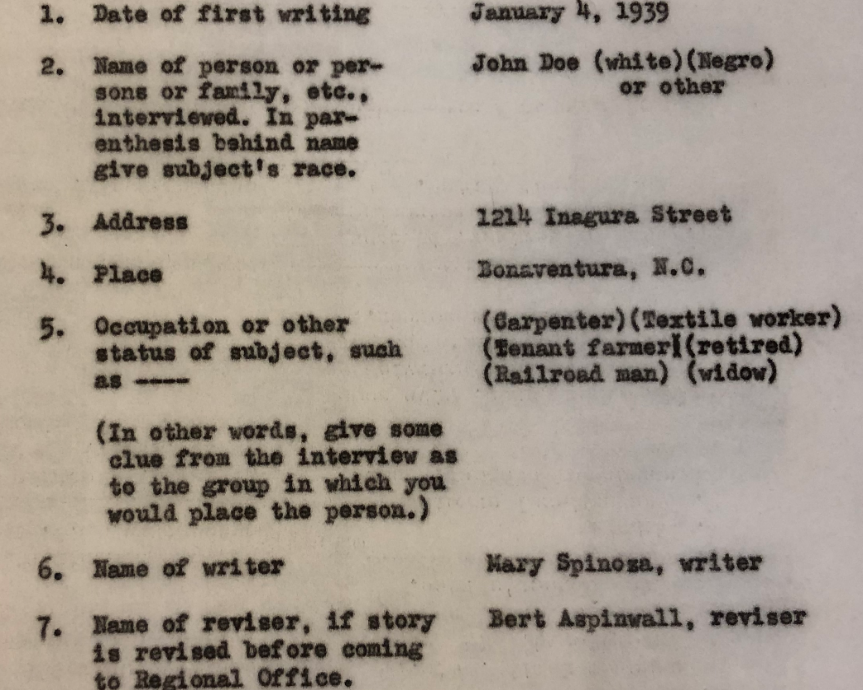 1. Date of first writing January 4, 1939
2. Name of person or per- John Doe (white)(Negro)
sons or family, etc., or other
interviewed. In par-
enthesis behind name
give subject's race.
3. Address 1214 Inagura Street
4. Place Bonaventura, N.C.
5. Occupation or other (Carpenter)(Textile worker)
status of subject, such (Tenant farmer)(retired)
as ---- (Railroad man) (widow)
(In other words, give some
clue from the interview as
to the group in which you
would place the person.)
6. Name of writer Mary Spinoza, writer
7. Name of reviser, if story Bert Aspinwall, reviser
is revised before coming
to Regional Office.